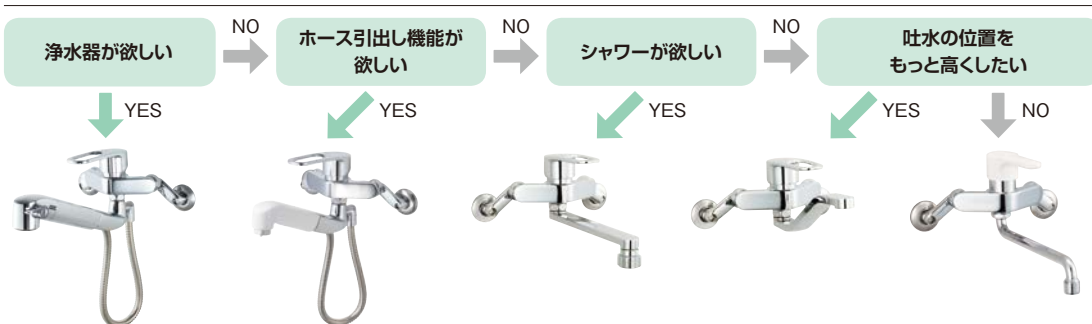 浄水器が欲しい
NO
ホース引出し機能が
欲しい
NO
シャワーが欲しい
NO
吐水の位置を
もっと高くしたい
YES
YES
YES
YES
NO